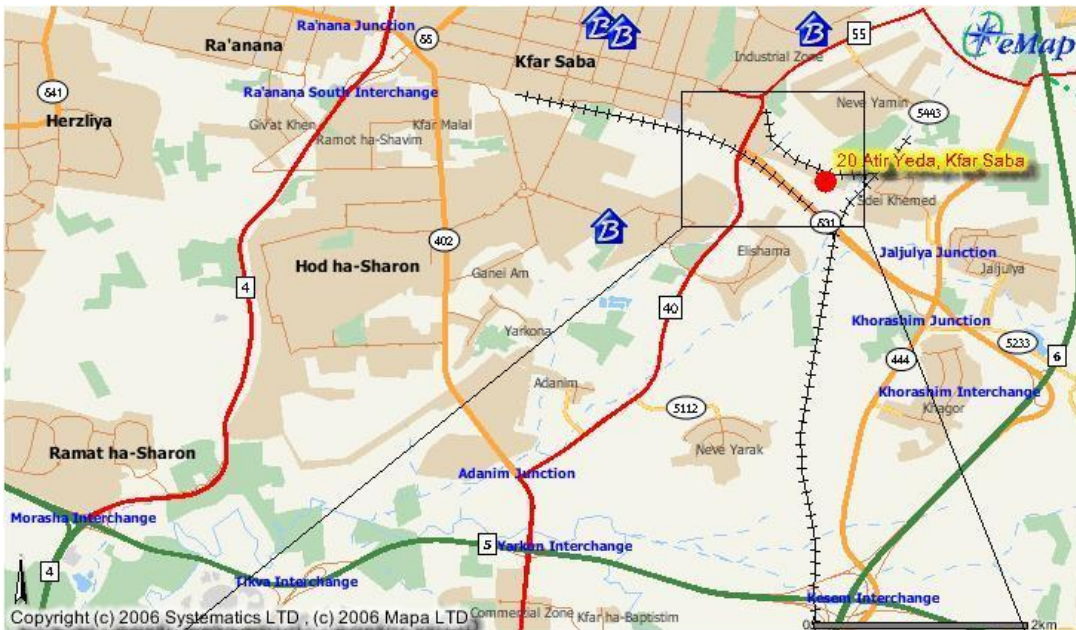 Ra'nana Junction
Ra'anana
55
Kfar Saba
Industrial Zone
55
eMap
541
Herzliya
Ra'anana South Interchange
Giv'at Khen
Ramot ha-Shavim
Kfar Malal
Neve Yamin
5443
20 Atir Yeda, Kfar Saba
Sdei Khemed
531
402
Hod ha-Sharon
Ganei Am
Elishama
Jaljulya Junction
Jaljulya
4
40
Yarkona
Khorashim Junction
5233
444
6
Adanim
5112
Khorashim Interchange
Khagor
Ramat ha-Sharon
Neve Yarak
Adanim Junction
Morasha Interchange
5
Yarkon Interchange
4
Tikva Interchange
Kesem Interchange
Commercial Zone
Kfar ha-Baptistim
Copyright (c) 2006 Systematics LTD , (c) 2006 Mapa LTD
0
2km